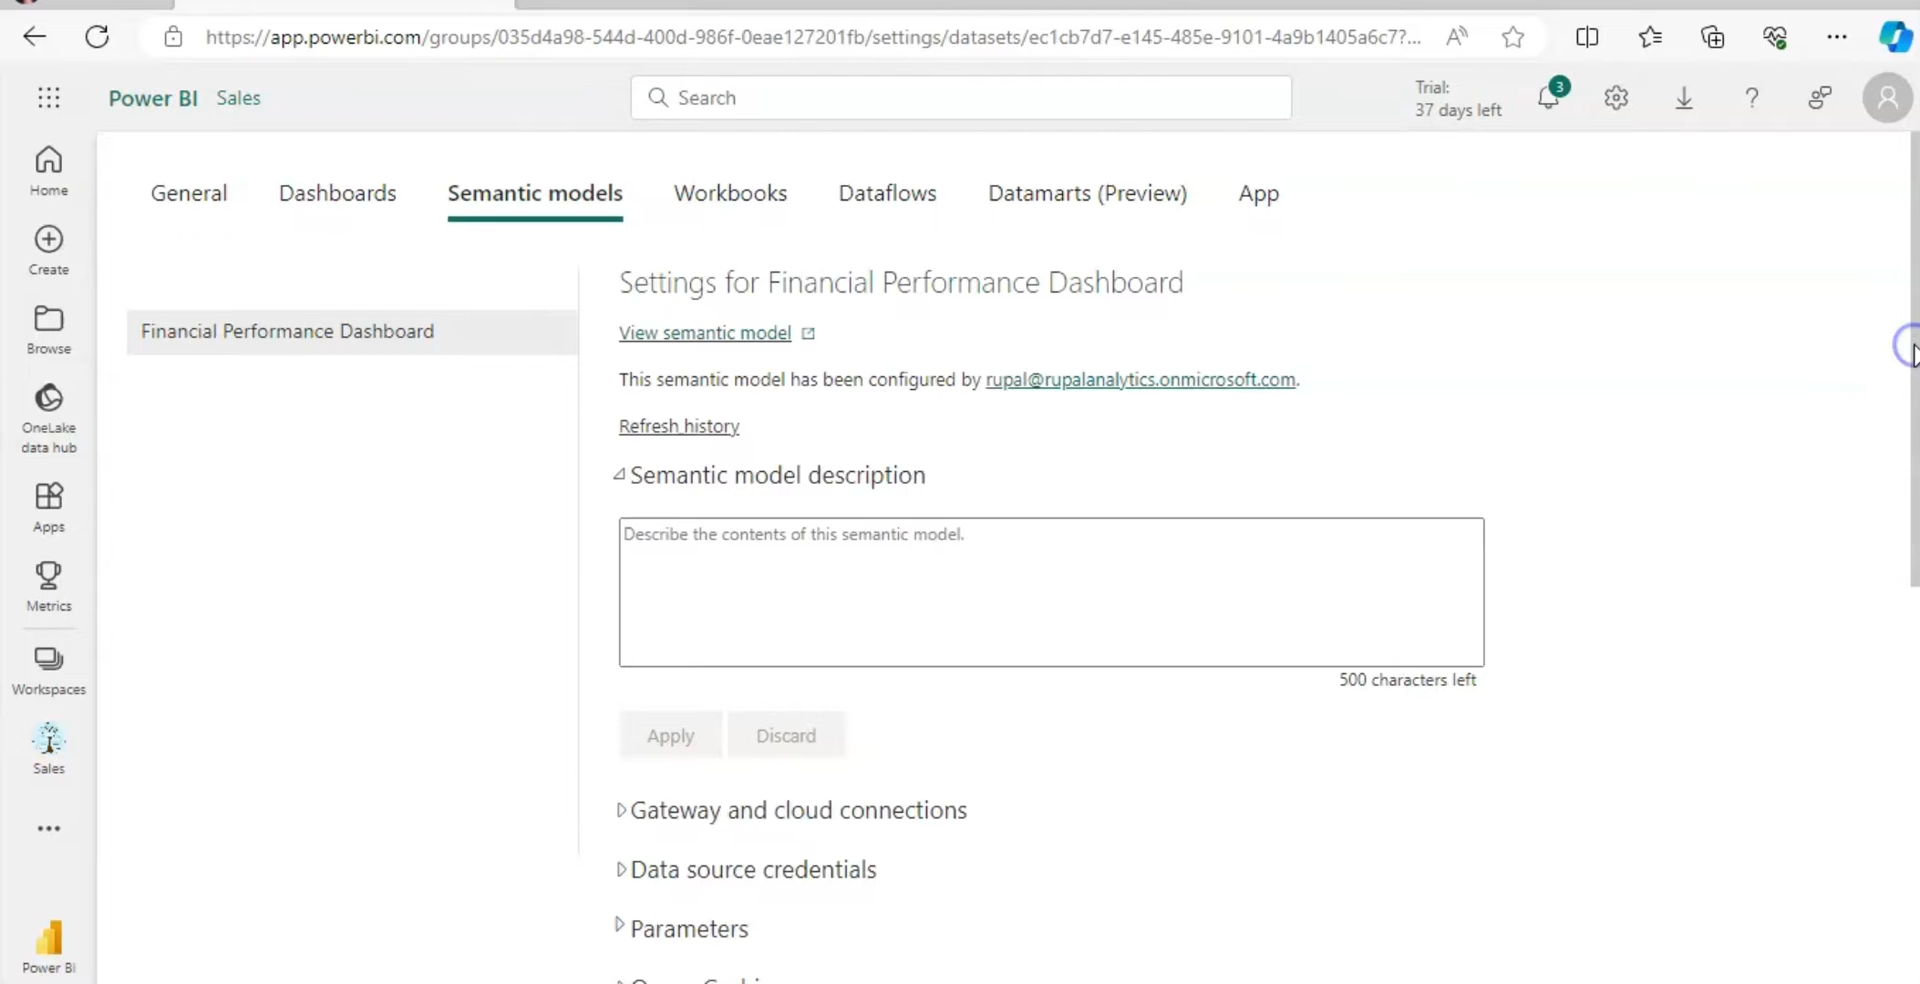 https://app.powerbi.com/groups/035d4a98-544d-400d-986f-0eae127201fb/settings/datasets/ec1cb7d7-e145-485e-9101-4a9b1405a6c7?...
Power BI Sales
Search
Trial:
37 days left
3
Home
Create
Browse
OneLake
data hub
Apps
Metrics
Workspaces
Sales
Power BI
General Dashboards Semantic models Workbooks Dataflows Datamarts (Preview) App
Financial Performance Dashboard
Settings for Financial Performance Dashboard
View semantic model
This semantic model has been configured by rupal@rupalanalytics.onmicrosoft.com.
Refresh history
Semantic model description
Describe the contents of this semantic model.
500 characters left
Apply Discard
Gateway and cloud connections
Data source credentials
Parameters